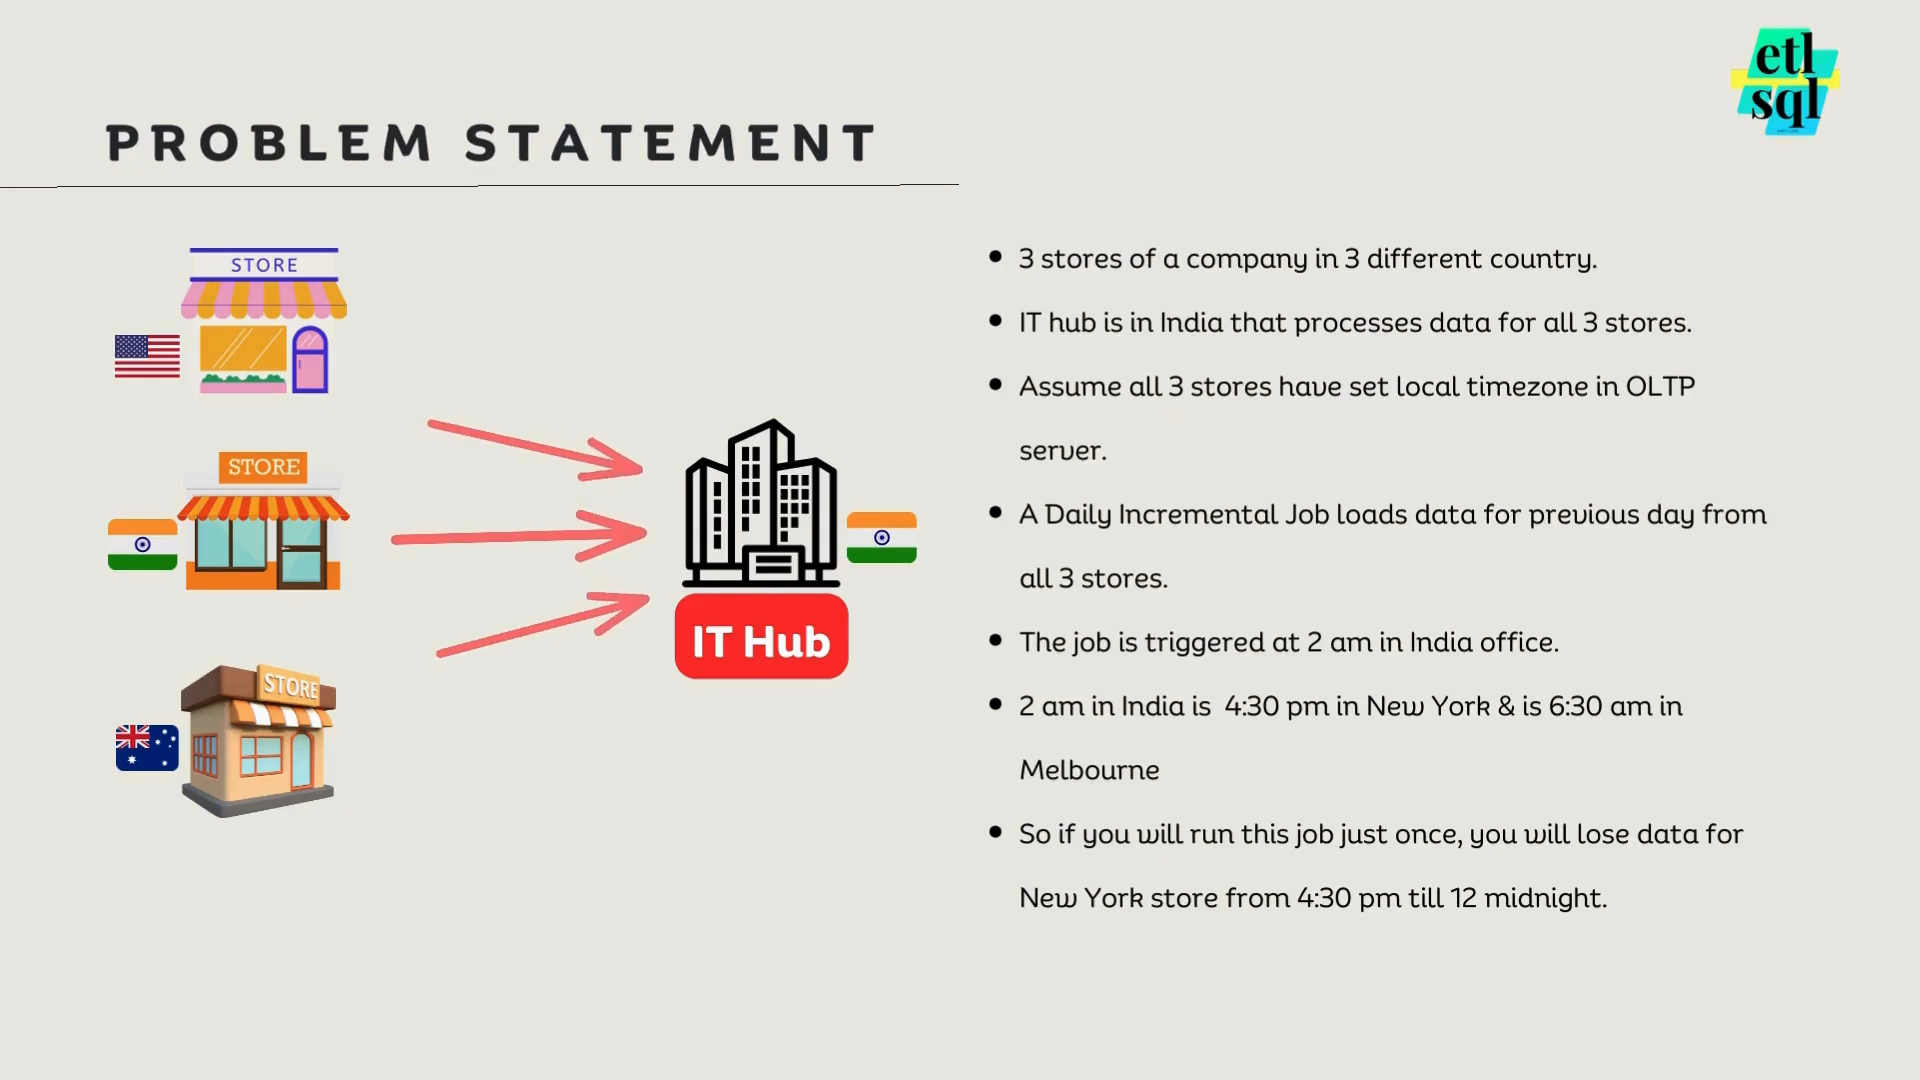 etl
sql
PROBLEM STATEMENT
STORE
STORE
STORE
IT Hub
• 3 stores of a company in 3 different country.
• IT hub is in India that processes data for all 3 stores.
• Assume all 3 stores have set local timezone in OLTP
server.
• A Daily Incremental Job loads data for previous day from
all 3 stores.
• The job is triggered at 2 am in India office.
• 2 am in India is 4:30 pm in New York & is 6:30 am in
Melbourne
• So if you will run this job just once, you will lose data for
New York store from 4:30 pm till 12 midnight.